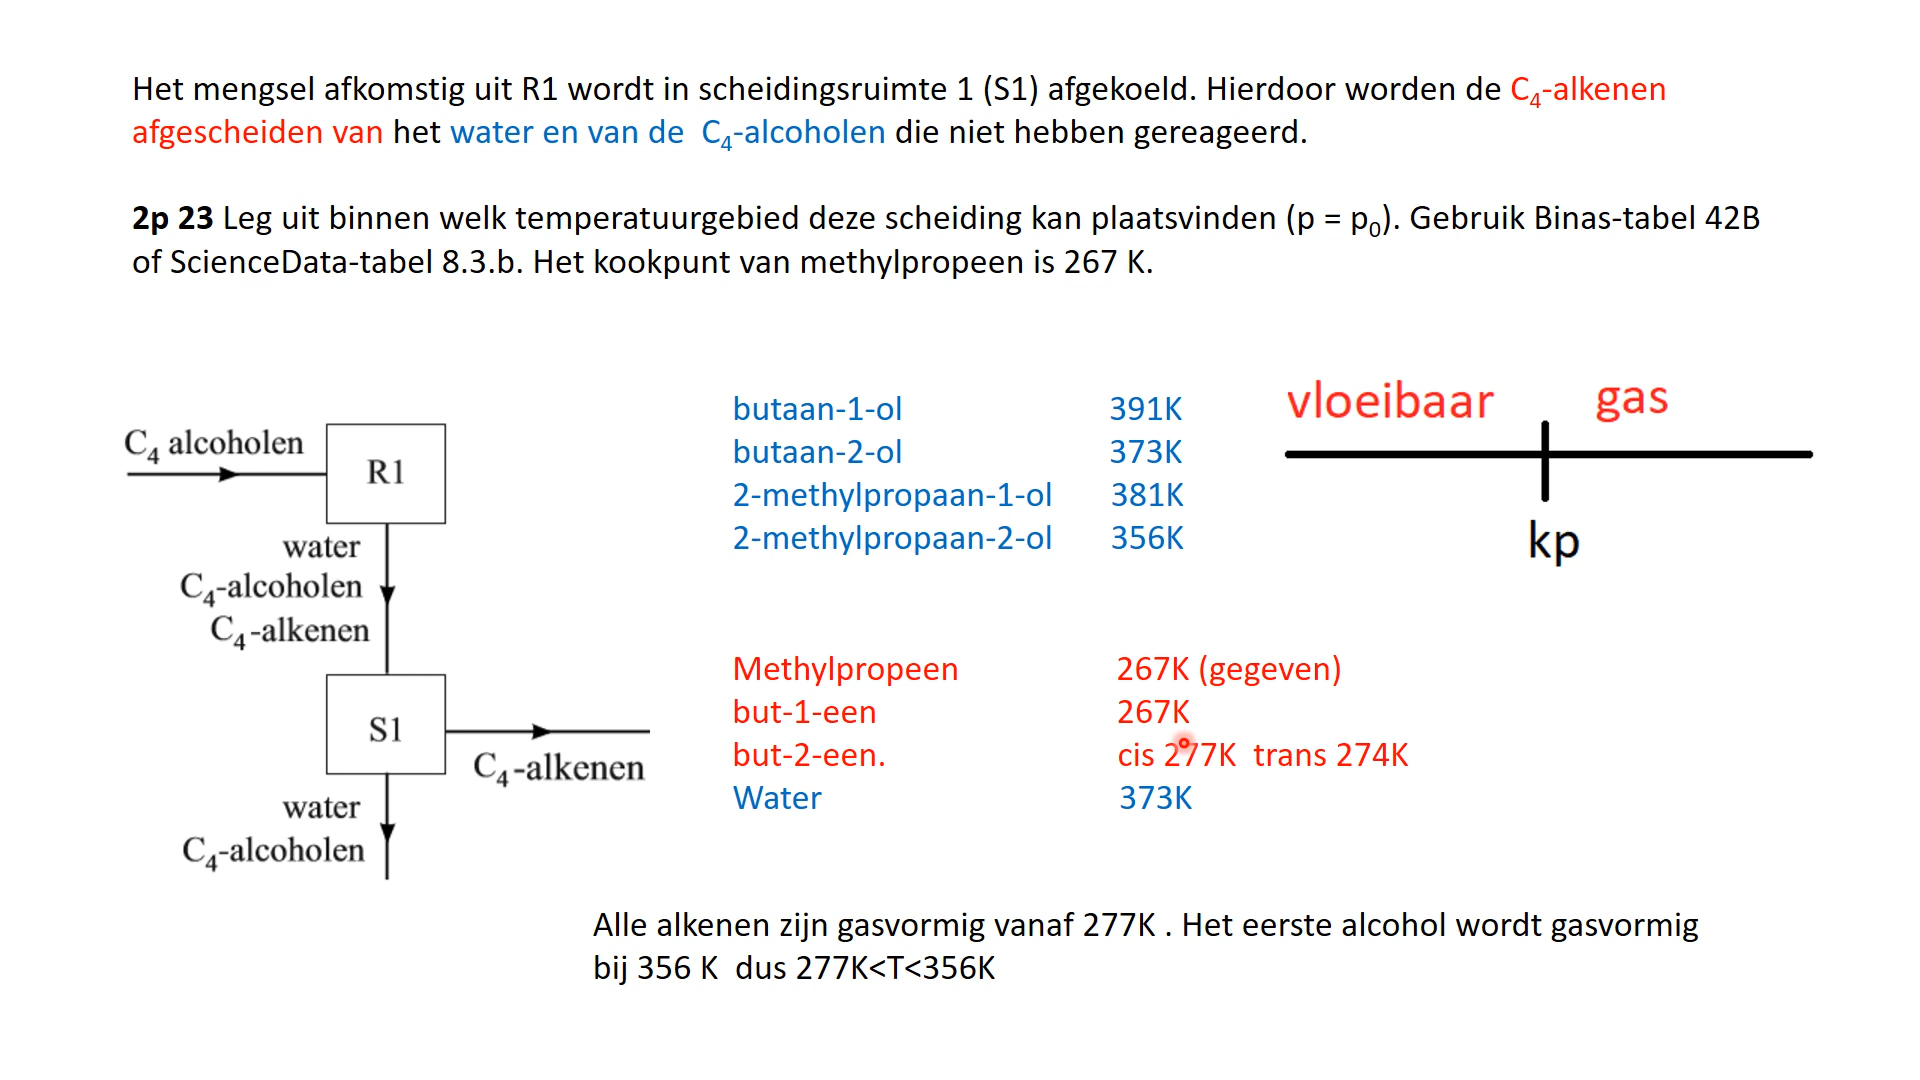 Het mengsel afkomstig uit R1 wordt in scheidingsruimte 1 (S1) afgekoeld. Hierdoor worden de C₄-alkenen
afgescheiden van het water en van de C₄-alcoholen die niet hebben gereageerd.
2p 23 Leg uit binnen welk temperatuurgebied deze scheiding kan plaatsvinden (p = p₀). Gebruik Binas-tabel 42B
of ScienceData-tabel 8.3.b. Het kookpunt van methylpropeen is 267 K.
C₄ alcoholen
R1
water
C₄-alcoholen
C₄-alkenen
S1
C₄-alkenen
water
C₄-alcoholen
butaan-1-ol 391K
butaan-2-ol 373K
2-methylpropaan-1-ol 381K
2-methylpropaan-2-ol 356K
vloeibaar gas
kp
Methylpropeen 267K (gegeven)
but-1-een 267K
but-2-een. cis 277K trans 274K
Water 373K
Alle alkenen zijn gasvormig vanaf 277K . Het eerste alcohol wordt gasvormig
bij 356 K dus 277K<T<356K